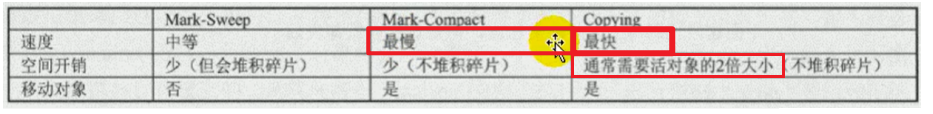 Mark-Sweep Mark-Compact Copying
速度 中等 最慢 最快
空间开销 少（但会堆积碎片） 少（不堆积碎片） 通常需要活对象的2倍大小（不堆积碎片）
移动对象 否 是 是